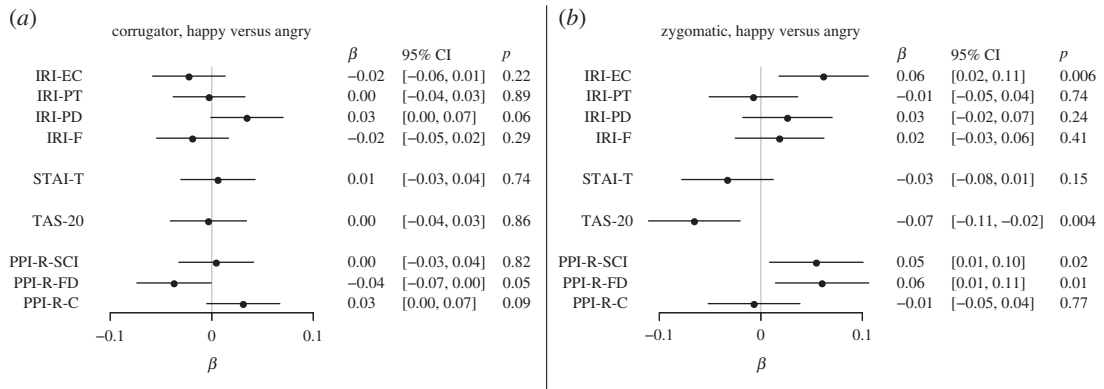 (a)
corrugator, happy versus angry
β 95% CI p
IRI-EC −0.02 [−0.06, 0.01] 0.22
IRI-PT 0.00 [−0.04, 0.03] 0.89
IRI-PD 0.03 [0.00, 0.07] 0.06
IRI-F −0.02 [−0.05, 0.02] 0.29
STAI-T 0.01 [−0.03, 0.04] 0.74
TAS-20 0.00 [−0.04, 0.03] 0.86
PPI-R-SCI 0.00 [−0.03, 0.04] 0.82
PPI-R-FD −0.04 [−0.07, 0.00] 0.05
PPI-R-C 0.03 [0.00, 0.07] 0.09
−0.1 0 0.1
β
(b)
zygomatic, happy versus angry
β 95% CI p
IRI-EC 0.06 [0.02, 0.11] 0.006
IRI-PT −0.01 [−0.05, 0.04] 0.74
IRI-PD 0.03 [−0.02, 0.07] 0.24
IRI-F 0.02 [−0.03, 0.06] 0.41
STAI-T −0.03 [−0.08, 0.01] 0.15
TAS-20 −0.07 [−0.11, −0.02] 0.004
PPI-R-SCI 0.05 [0.01, 0.10] 0.02
PPI-R-FD 0.06 [0.01, 0.11] 0.01
PPI-R-C −0.01 [−0.05, 0.04] 0.77
−0.1 0 0.1
β